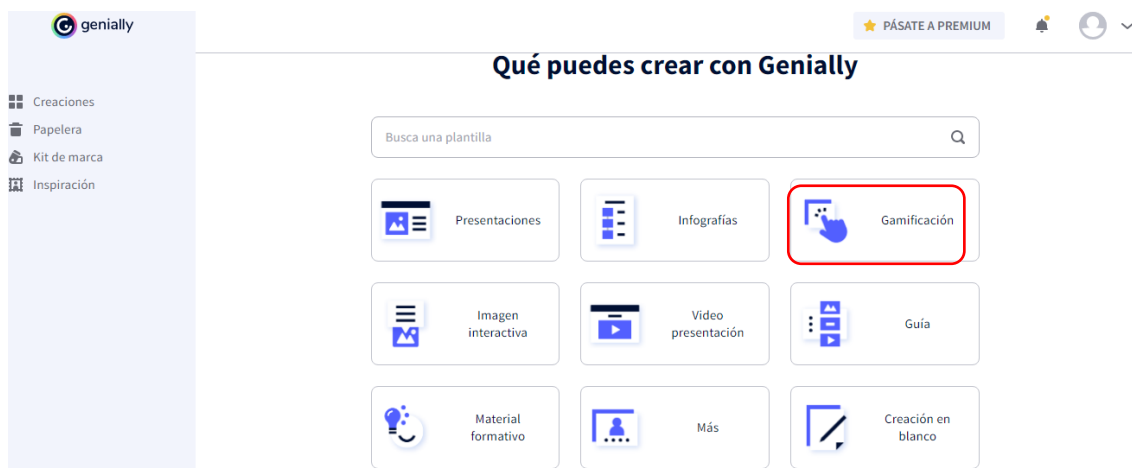 genially
PÁSATE A PREMIUM
Qué puedes crear con Genially
Creaciones
Papelera
Kit de marca
Inspiración
Busca una plantilla
Presentaciones
Infografías
Gamificación
Imagen
interactiva
Video
presentación
Guía
Material
formativo
Más
Creación en
blanco